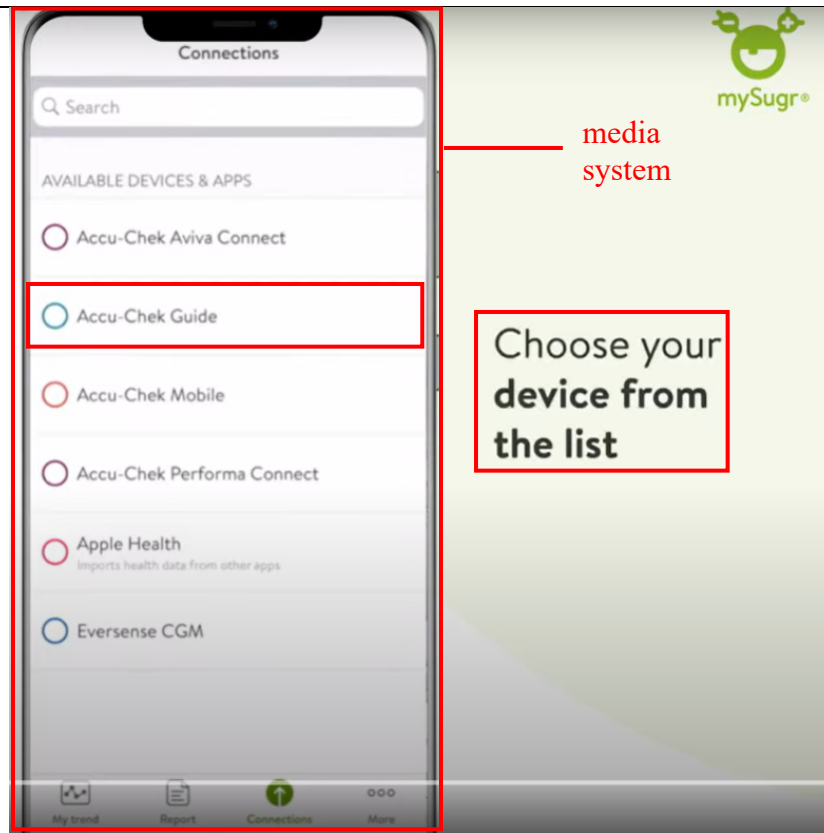 Connections
Search
AVAILABLE DEVICES & APPS
Accu-Chek Aviva Connect
Accu-Chek Guide
Accu-Chek Mobile
Accu-Chek Performa Connect
Apple Health
Imports health data from other apps
Eversense CGM
My trend
Report
Connections
More
mySugr®
media
system
Choose your
device from
the list